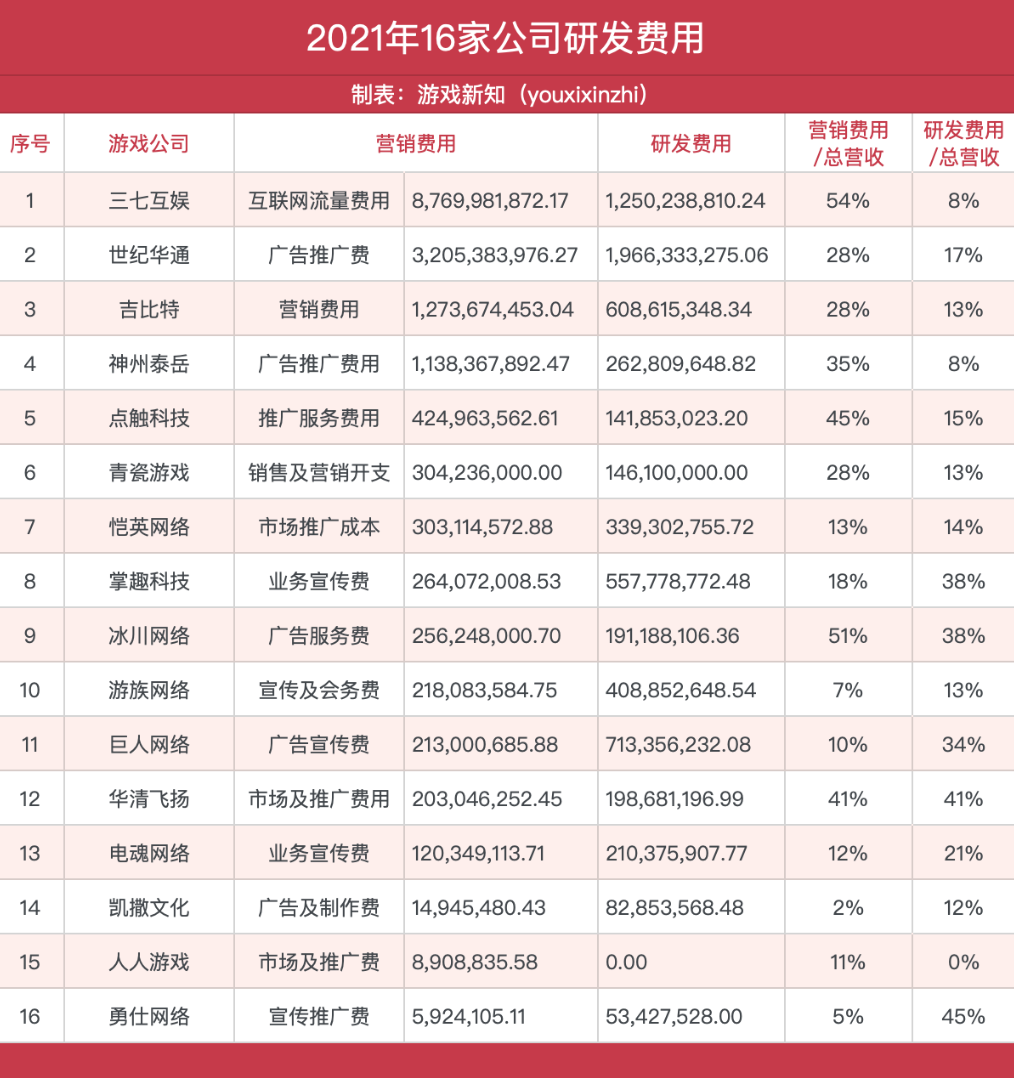 2021年16家公司研发费用
制表：游戏新知（youxixinzhi）
序号 游戏公司 营销费用 研发费用 营销费用/总营收 研发费用/总营收
1 三七互娱 互联网流量费用 8,769,981,872.17 1,250,238,810.24 54% 8%
2 世纪华通 广告推广费 3,205,383,976.27 1,966,333,275.06 28% 17%
3 吉比特 营销费用 1,273,674,453.04 608,615,348.34 28% 13%
4 神州泰岳 广告推广费用 1,138,367,892.47 262,809,648.82 35% 8%
5 点触科技 推广服务费用 424,963,562.61 141,853,023.20 45% 15%
6 青瓷游戏 销售及营销开支 304,236,000.00 146,100,000.00 28% 13%
7 恺英网络 市场推广成本 303,114,572.88 339,302,755.72 13% 14%
8 掌趣科技 业务宣传费 264,072,008.53 557,778,772.48 18% 38%
9 冰川网络 广告服务费 256,248,000.70 191,188,106.36 51% 38%
10 游族网络 宣传及会务费 218,083,584.75 408,852,648.54 7% 13%
11 巨人网络 广告宣传费 213,000,685.88 713,356,232.08 10% 34%
12 华清飞扬 市场及推广费用 203,046,252.45 198,681,196.99 41% 41%
13 电魂网络 业务宣传费 120,349,113.71 210,375,907.77 12% 21%
14 凯撒文化 广告及制作费 14,945,480.43 82,853,568.48 2% 12%
15 人人游戏 市场及推广费 8,908,835.58 0.00 11% 0%
16 勇仕网络 宣传推广费 5,924,105.11 53,427,528.00 5% 45%